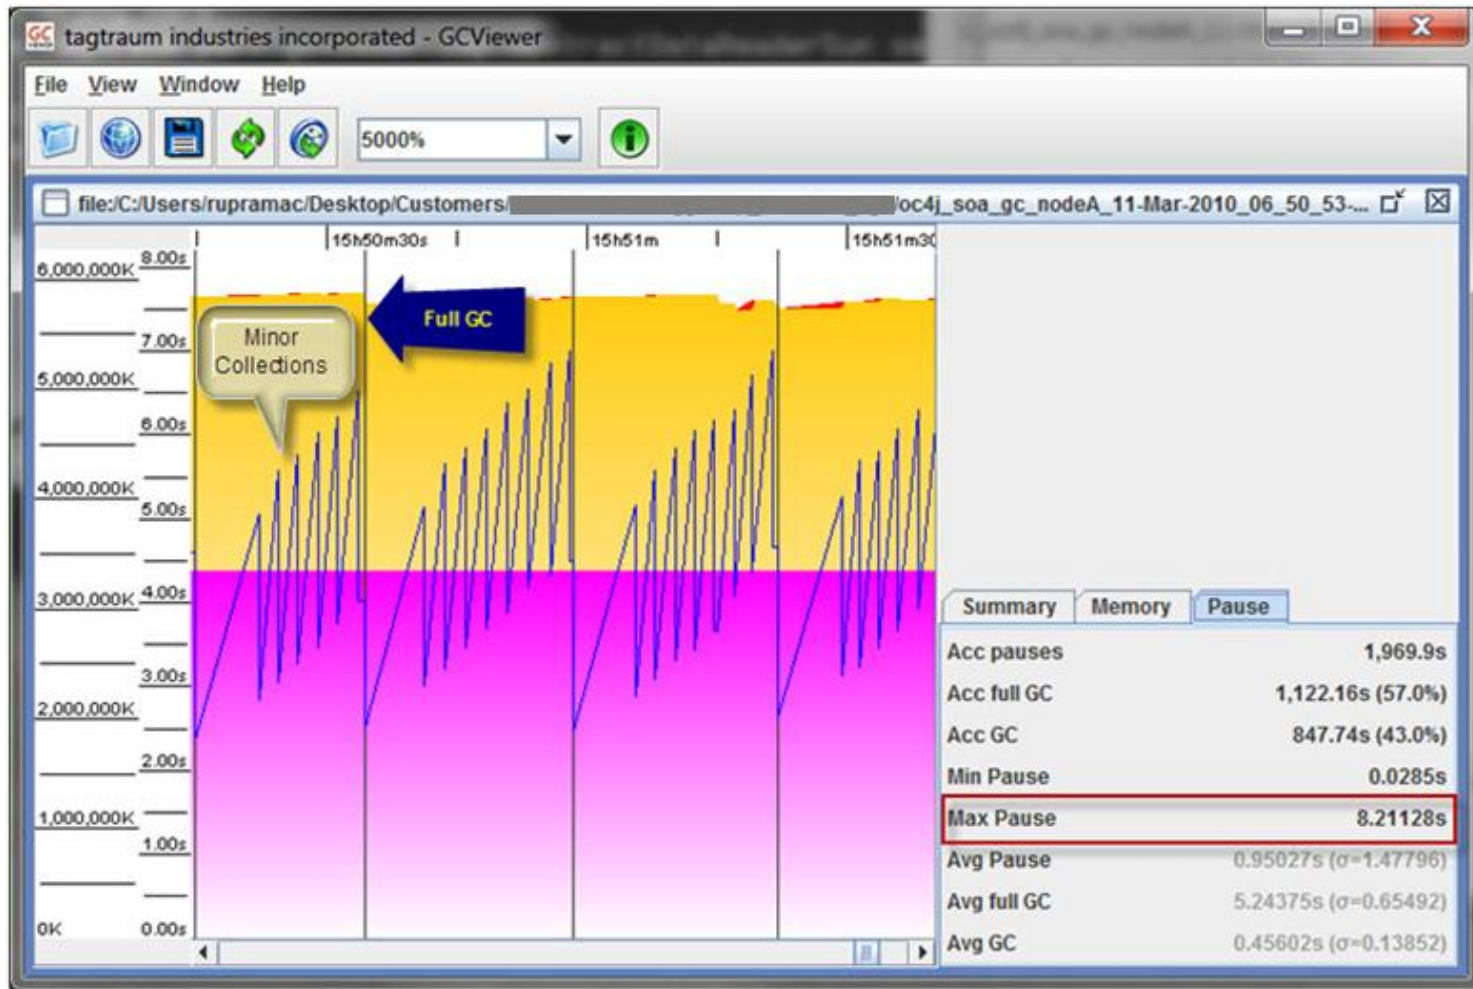 tagtraum industries incorporated - GCViewer
File View Window Help
5000%
file:/C:/Users/rupramac/Desktop/Customers/ /oc4j_soa_gc_nodeA_11-Mar-2010_06_50_53-...
15h50m30s 15h51m 15h51m30
8.00s
6,000,000K
Full GC
Minor
Collections
7.00s
5,000,000K
6.00s
4,000,000K
5.00s
3,000,000K 4.00s
3.00s
2,000,000K
2.00s
1,000,000K
1.00s
0K 0.00s
Summary Memory Pause
Acc pauses 1,969.9s
Acc full GC 1,122.16s (57.0%)
Acc GC 847.74s (43.0%)
Min Pause 0.0285s
Max Pause 8.21128s
Avg Pause 0.95027s (σ=1.47796)
Avg full GC 5.24375s (σ=0.65492)
Avg GC 0.45602s (σ=0.13852)